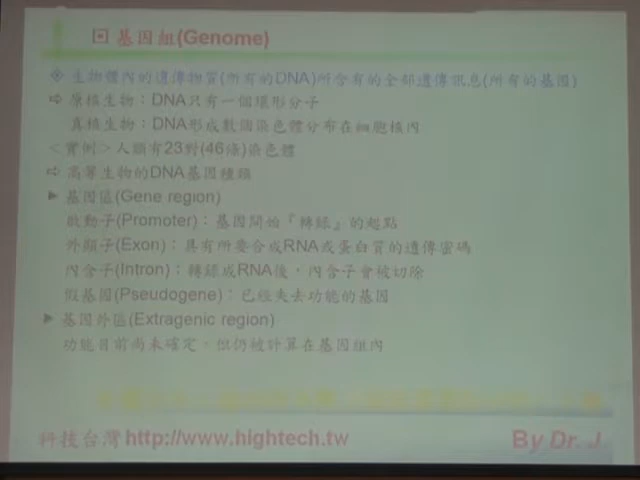 基因組(Genome)
生物體內的遺傳物質(所有的DNA)所含有的全部遺傳訊息(所有的基因)
原核生物：DNA只有一個環形分子
真核生物：DNA形成數個染色體分布在細胞核內
＜實例＞人類有23對(46條)染色體
高等生物的DNA基因種類
基因區(Gene region)
啟動子(Promoter)：基因開始『轉錄』的起點
外顯子(Exon)：具有所要合成RNA或蛋白質的遺傳密碼
內含子(Intron)：轉錄成RNA後，內含子會被切除
假基因(Pseudogene)：已經失去功能的基因
基因外區(Extragenic region)
功能目前尚未確定，但仍被計算在基因組內
科技台灣http://www.hightech.tw
By Dr. J